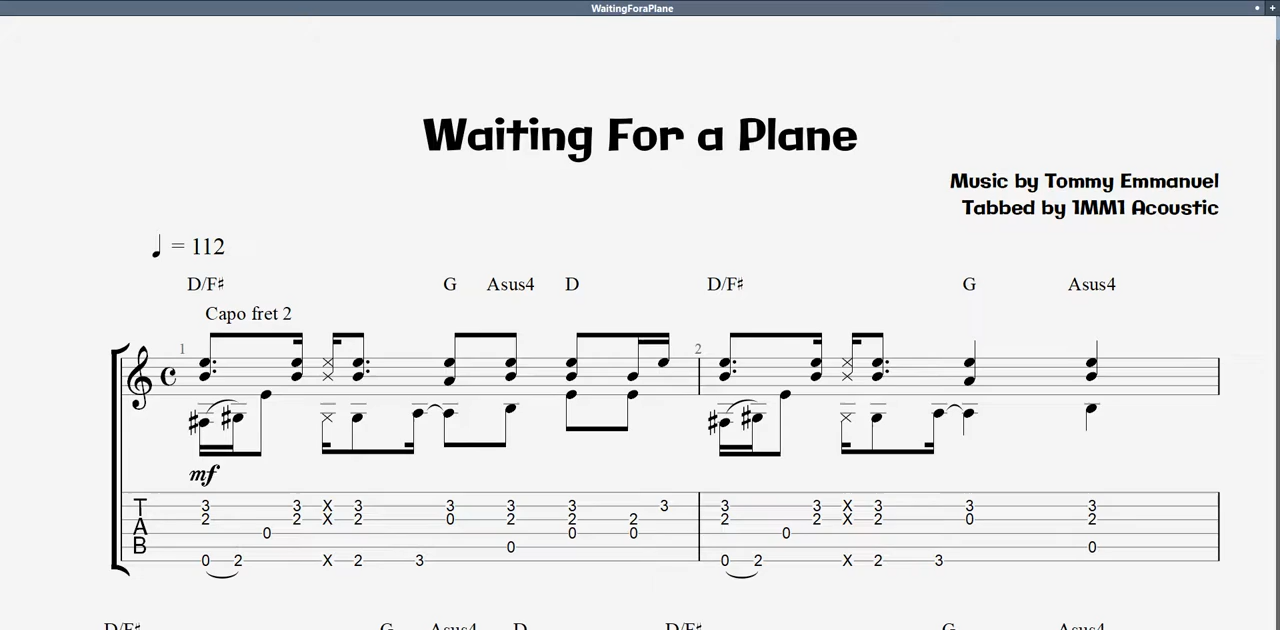 WaitingForaPlane
Waiting For a Plane
Music by Tommy Emmanuel
Tabbed by 1MM1 Acoustic
♩ = 112
D/F♯ G Asus4 D D/F♯ G Asus4
Capo fret 2
1 2
mf
T 3 3 X 3 3 3 3 3 3 3 X 3 3 3
A 2 2 X 2 0 2 2 2 2 2 X 2 0 2
0 0 0 0
B 0 0
0 2 X 2 3 0 2 X 2 3
D/F♯ G Asus4 D D/F♯ G Asus4